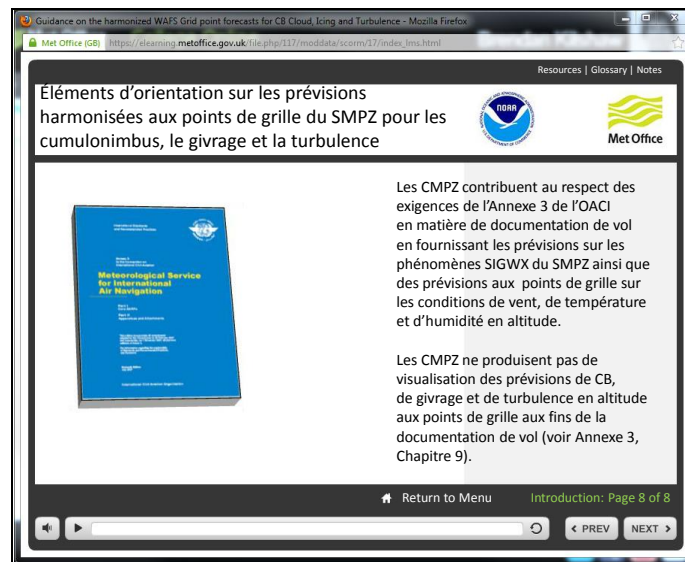 Guidance on the harmonized WAFS Grid point forecasts for CB Cloud, Icing and Turbulence - Mozilla Firefox
Met Office (GB) https://elearning.metoffice.gov.uk/file.php/117/moddata/scorm/17/index_lms.html
Resources | Glossary | Notes
Éléments d'orientation sur les prévisions
harmonisées aux points de grille du SMPZ pour les
cumulonimbus, le givrage et la turbulence
NOAA
Met Office
Les CMPZ contribuent au respect des
exigences de l'Annexe 3 de l'OACI
en matière de documentation de vol
en fournissant les prévisions sur les
phénomènes SIGWX du SMPZ ainsi que
des prévisions aux points de grille sur
les conditions de vent, de température
et d'humidité en altitude.
Les CMPZ ne produisent pas de
visualisation des prévisions de CB,
de givrage et de turbulence en altitude
aux points de grille aux fins de la
documentation de vol (voir Annexe 3,
Chapitre 9).
Meteorological Service
for International
Air Navigation
International Civil Aviation Organization
Return to Menu
Introduction: Page 8 of 8
PREV
NEXT